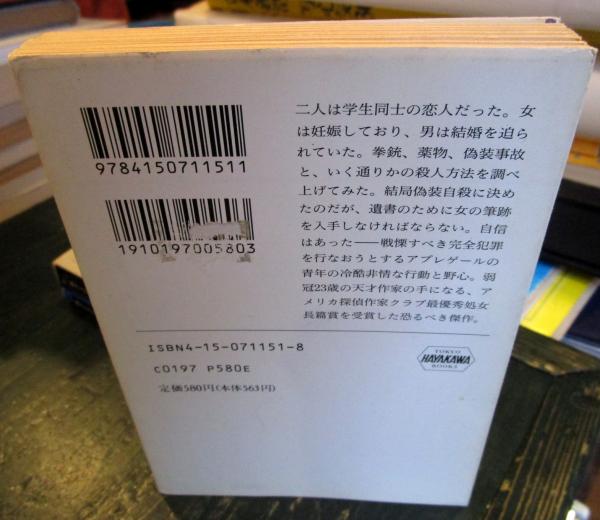 二人は学生同士の恋人だった。女
は妊娠しており、男は結婚を迫ら
れていた。拳銃、薬物、偽装事故
と、いく通りかの殺人方法を調べ
上げてみた。結局偽装自殺に決め
たのだが、遺書のために女の筆跡
を入手しなければならない。自信
はあった――戦慄すべき完全犯罪
を行なおうとするアプレゲールの
青年の冷酷非情な行動と野心。弱
冠23歳の天才作家の手になる、ア
メリカ探偵作家クラブ最優秀処女
長篇賞を受賞した恐るべき傑作。
9784150711511
1910197005803
ISBN4-15-071151-8
C0197 P580E
定価580円(本体563円)
TOKYO
HAYAKAWA
BOOKS